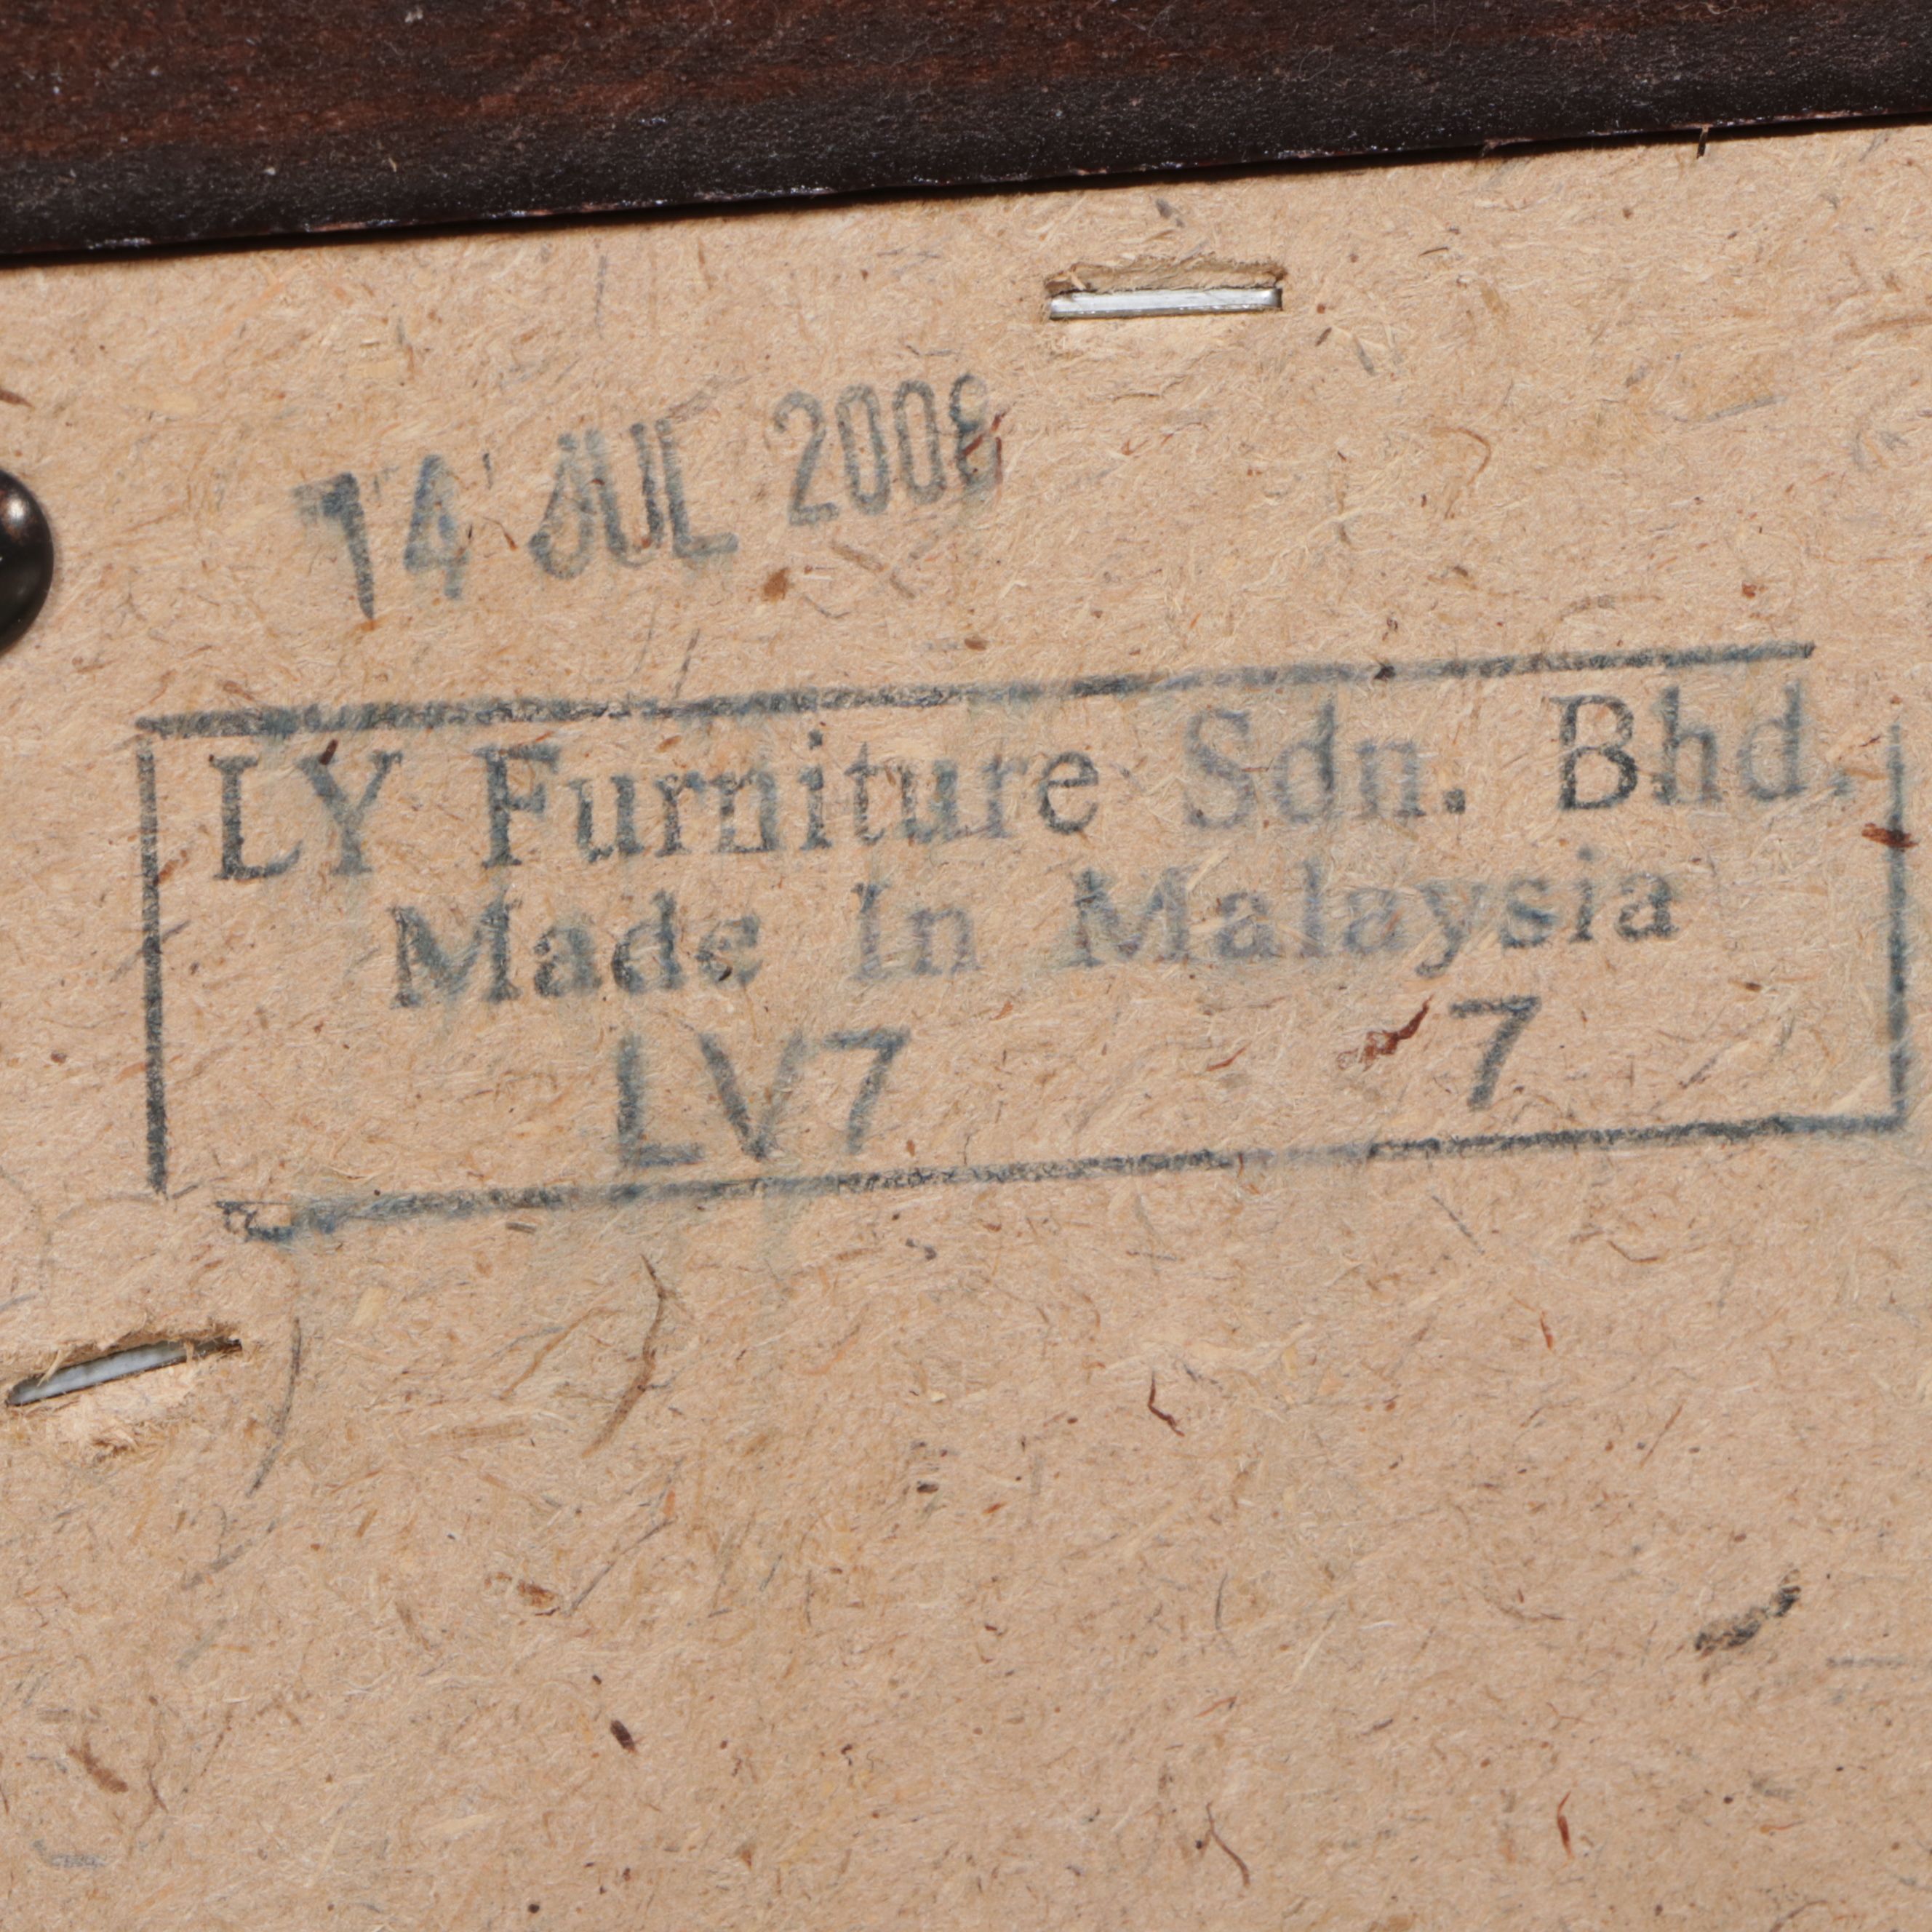 14 JUL 2008
LY Furniture Sdn. Bhd.
Made In Malaysia
LV7 7